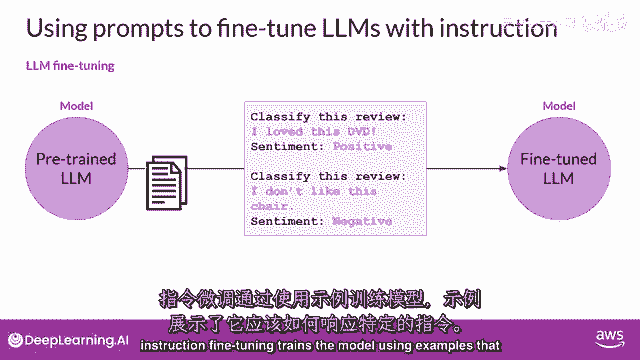 Using prompts to fine-tune LLMs with instruction
LLM fine-tuning
Model
Pre-trained
LLM
Classify this review:
I loved this DVD!
Sentiment: Positive
Classify this review:
I don't like this
chair.
Sentiment: Negative
Model
Fine-tuned
LLM
指令微调通过使用示例训练模型，示例
展示了它应该如何响应特定的指令。
instruction fine-tuning trains the model using examples that
DeepLearning.AI
aws